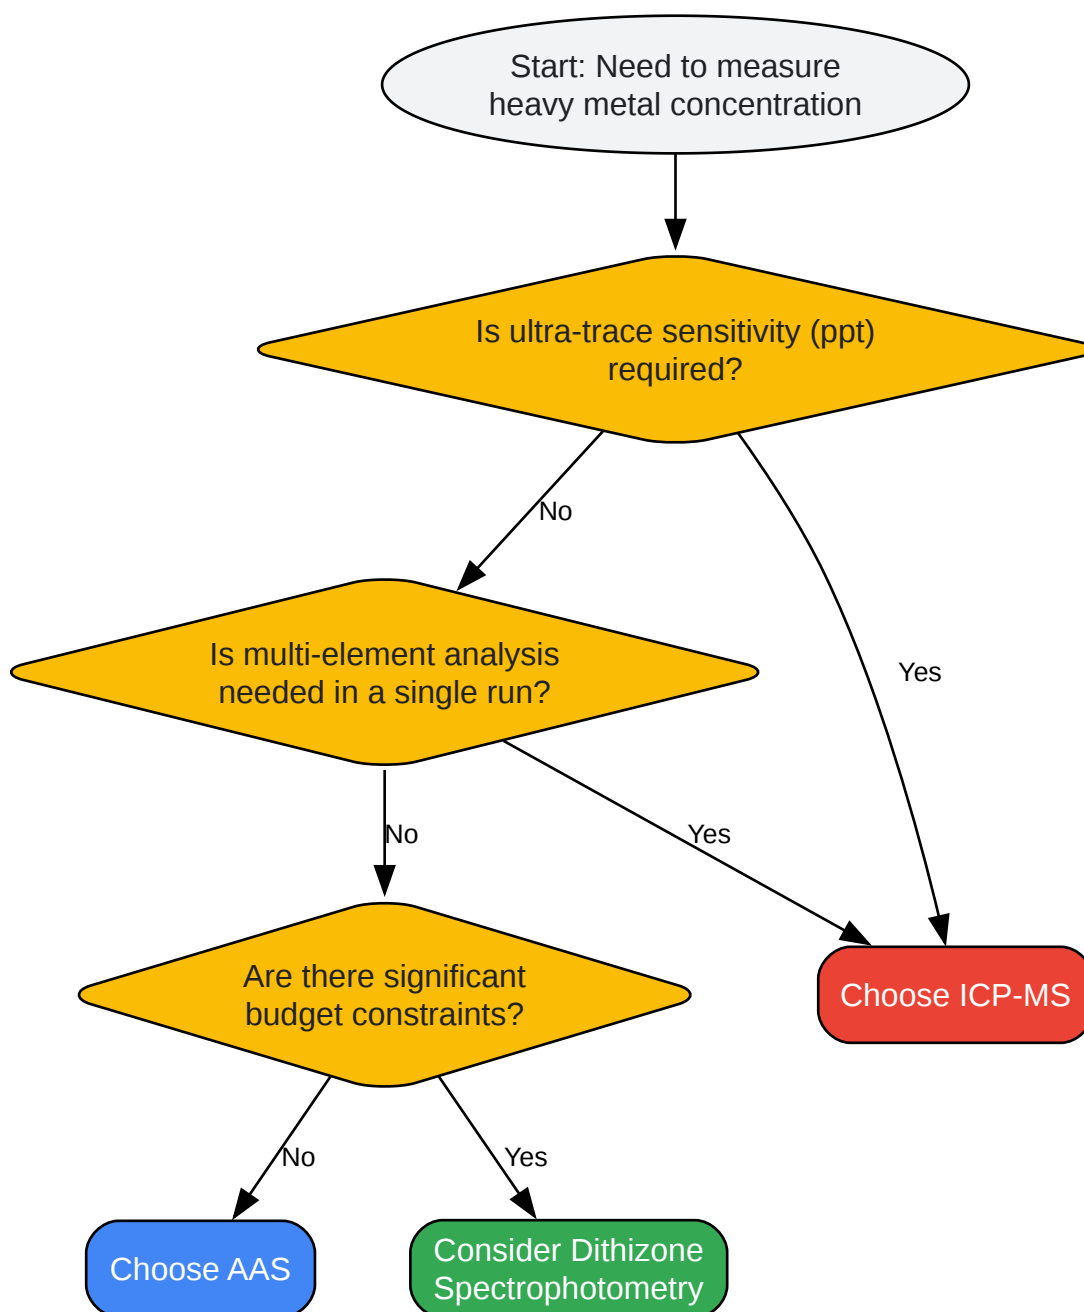 Start: Need to measure
heavy metal concentration
Is ultra-trace sensitivity (ppt)
required?
No
Is multi-element analysis
needed in a single run?
Yes
No
Yes
Are there significant
budget constraints?
Choose ICP-MS
No
Yes
Choose AAS
Consider Dithizone
Spectrophotometry